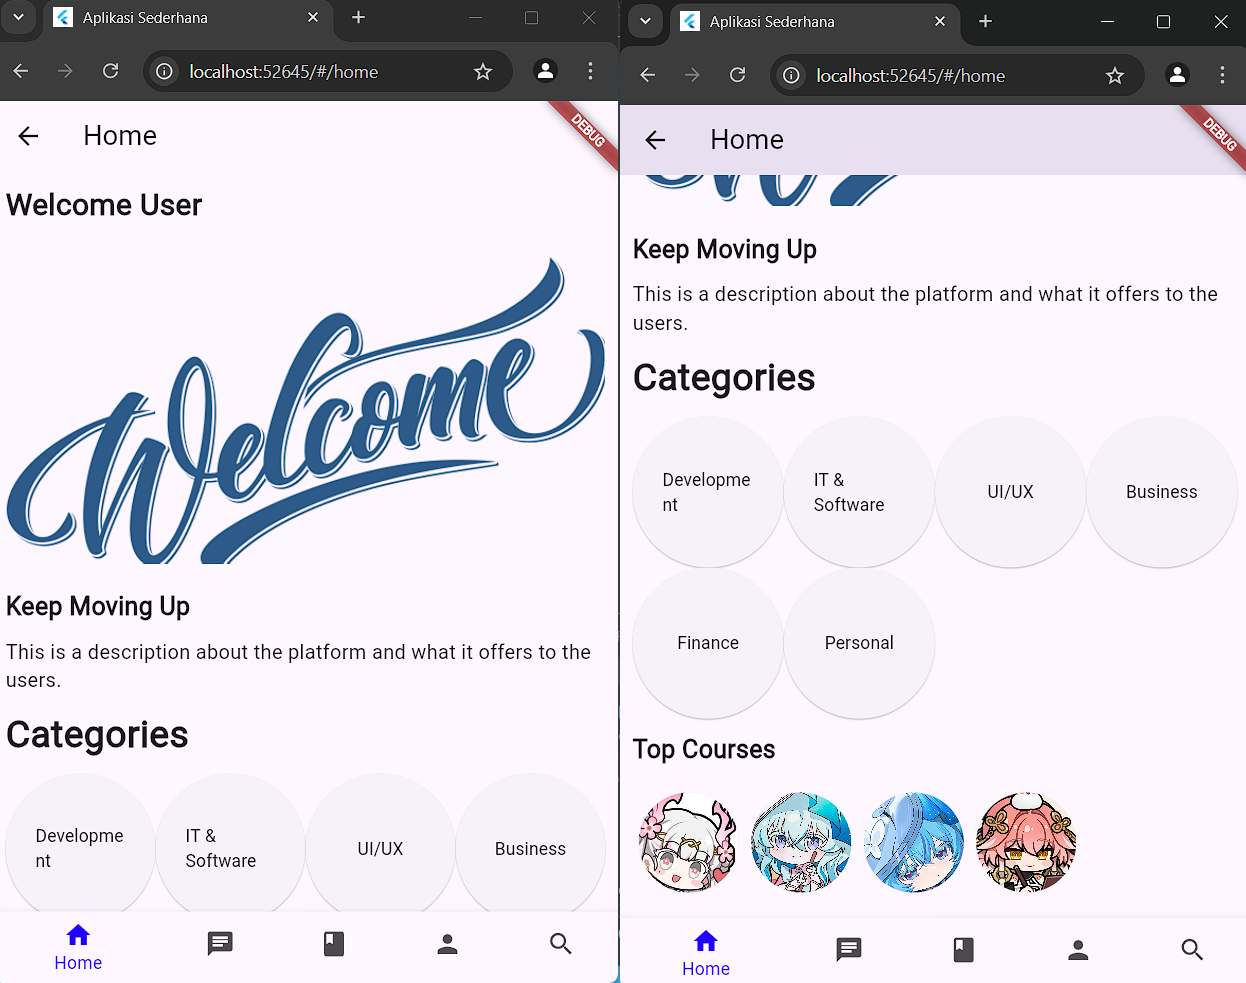 Aplikasi Sederhana
localhost:52645/#/home
Home
DEBUG
Welcome User
Welcome
Keep Moving Up
This is a description about the platform and what it offers to the
users.
Categories
Developme
nt
IT &
Software
UI/UX
Business
Home
Aplikasi Sederhana
localhost:52645/#/home
Home
DEBUG
Keep Moving Up
This is a description about the platform and what it offers to the
users.
Categories
Developme
nt
IT &
Software
UI/UX
Business
Finance
Personal
Top Courses
Home